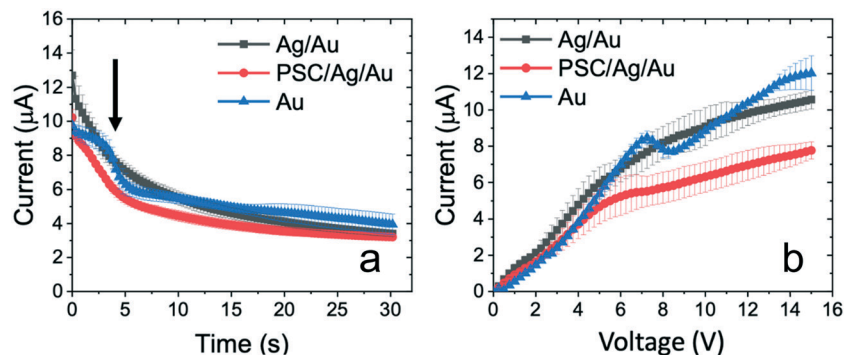 16
14
12
10
8
6
4
2
0
Current (μA)
Ag/Au
PSC/Ag/Au
Au
a
0 5 10 15 20 25 30
Time (s)
14
12
10
8
6
4
2
0
Current (μA)
Ag/Au
PSC/Ag/Au
Au
b
0 2 4 6 8 10 12 14 16
Voltage (V)